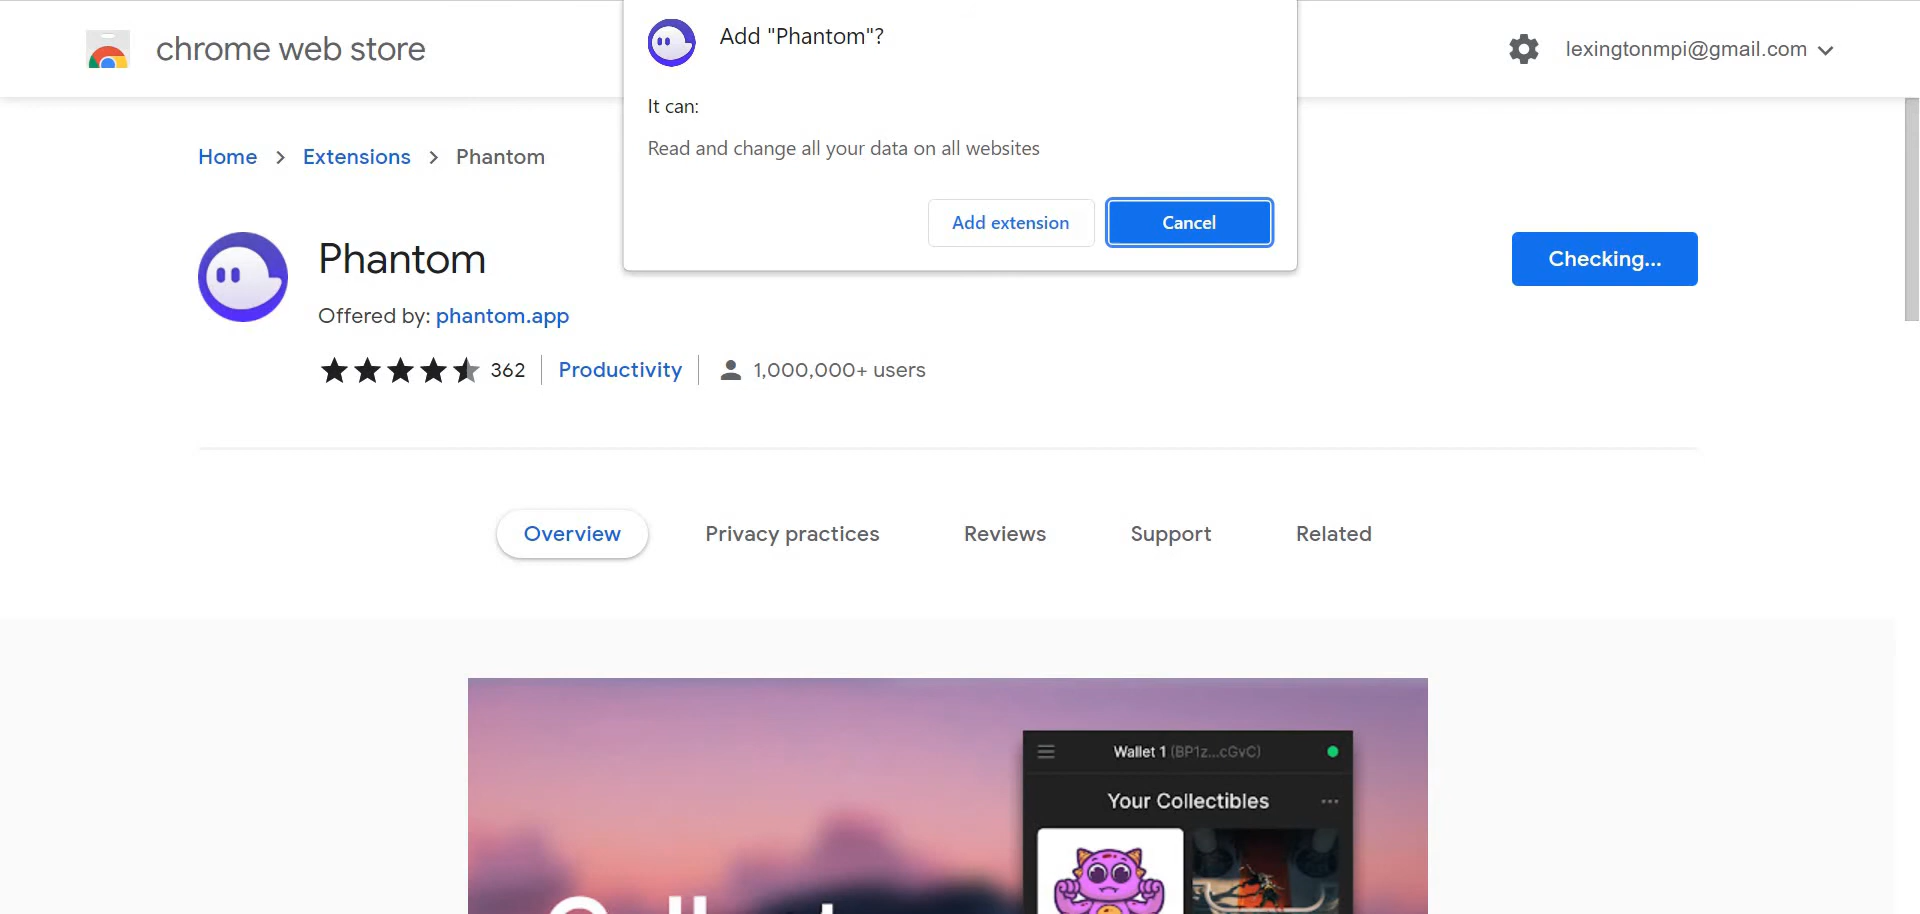 chrome web store
Add "Phantom"?
lexingtonmpi@gmail.com
It can:
Read and change all your data on all websites
Add extension
Cancel
Home > Extensions > Phantom
Phantom
Checking...
Offered by: phantom.app
362
Productivity
1,000,000+ users
Overview
Privacy practices
Reviews
Support
Related
Wallet 1 (BP1z...cGvC)
Your Collectibles